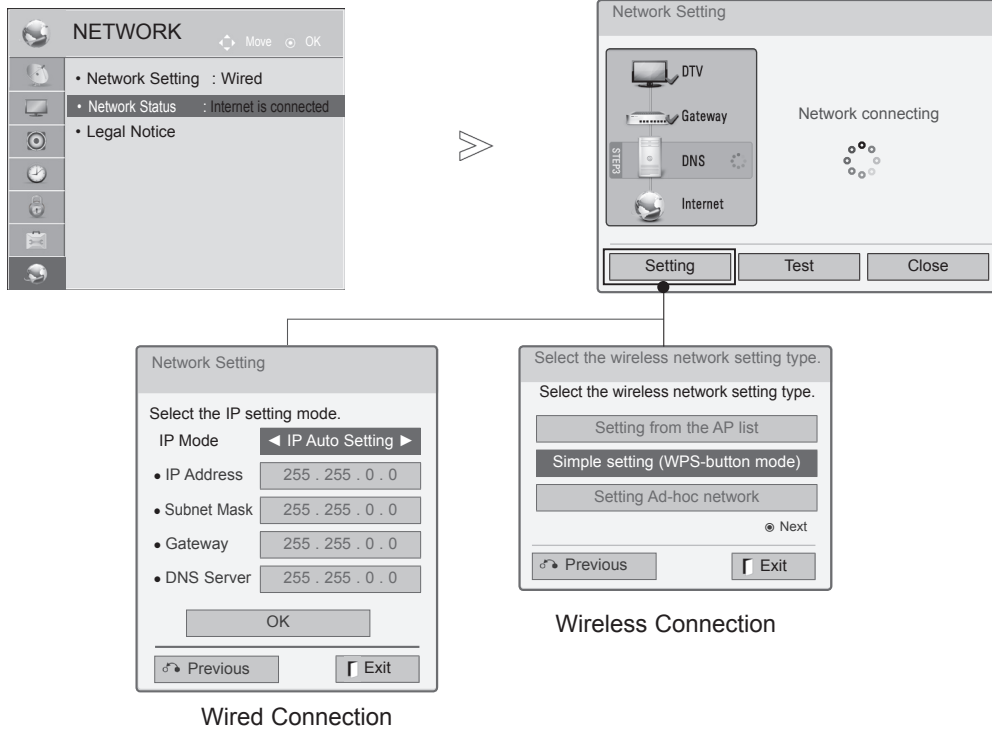 NETWORK
Move
OK
• Network Setting : Wired
• Network Status : Internet is connected
• Legal Notice
Network Setting
DTV
Gateway
STEP3
DNS
Internet
Network connecting
Setting
Test
Close
Network Setting
Select the IP setting mode.
IP Mode ◄ IP Auto Setting ►
• IP Address 255 . 255 . 0 . 0
• Subnet Mask 255 . 255 . 0 . 0
• Gateway 255 . 255 . 0 . 0
• DNS Server 255 . 255 . 0 . 0
OK
Previous
Exit
Wired Connection
Select the wireless network setting type.
Select the wireless network setting type.
Setting from the AP list
Simple setting (WPS-button mode)
Setting Ad-hoc network
Next
Previous
Exit
Wireless Connection